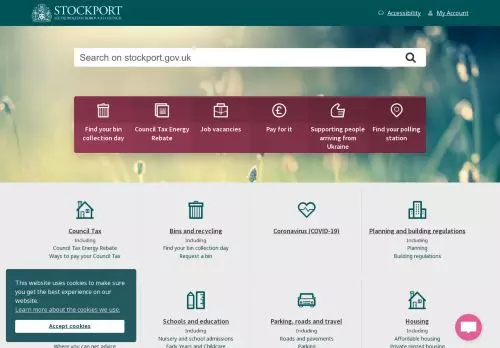 STOCKPORT
METROPOLITAN BOROUGH COUNCIL
Accessibility
My Account
Search on stockport.gov.uk
Find your bin
collection day
Council Tax Energy
Rebate
Job vacancies
Pay for it
Supporting people
arriving from
Ukraine
Find your polling
station
Council Tax
Including
Council Tax Energy Rebate
Ways to pay your Council Tax
Bins and recycling
Including
Find your bin collection day
Request a bin
Coronavirus (COVID-19)
Planning and building regulations
Including
Planning
Building regulations
This website uses cookies to make sure
you get the best experience on our
website.
Learn more about the cookies we use.
Accept cookies
Where you can get advice
Schools and education
Including
Nursery and school admissions
Early Years and Childcare
Parking, roads and travel
Including
Roads and pavements
Parking
Housing
Including
Affordable housing
Private rented housing